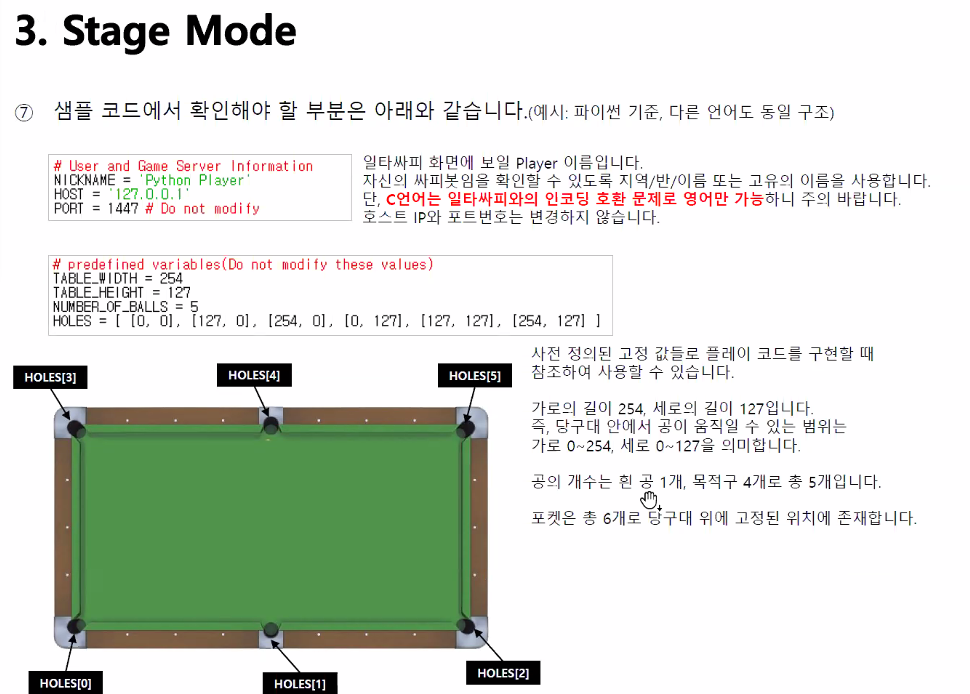 3. Stage Mode
⑦ 샘플 코드에서 확인해야 할 부분은 아래와 같습니다.(예시: 파이썬 기준, 다른 언어도 동일 구조)
# User and Game Server Information
NICKNAME = 'Python Player'
HOST = '127.0.0.1'
PORT = 1447 # Do not modify
일타싸피 화면에 보일 Player 이름입니다.
자신의 싸피봇임을 확인할 수 있도록 지역/반/이름 또는 고유의 이름을 사용합니다.
단, C언어는 일타싸피와의 인코딩 호환 문제로 영어만 가능하니 주의 바랍니다.
호스트 IP와 포트번호는 변경하지 않습니다.
# predefined variables(Do not modify these values)
TABLE_WIDTH = 254
TABLE_HEIGHT = 127
NUMBER_OF_BALLS = 5
HOLES = [ [0, 0], [127, 0], [254, 0], [0, 127], [127, 127], [254, 127] ]
사전 정의된 고정 값들로 플레이 코드를 구현할 때
참조하여 사용할 수 있습니다.
가로의 길이 254, 세로의 길이 127입니다.
즉, 당구대 안에서 공이 움직일 수 있는 범위는
가로 0~254, 세로 0~127을 의미합니다.
공의 개수는 흰 공 1개, 목적구 4개로 총 5개입니다.
포켓은 총 6개로 당구대 위에 고정된 위치에 존재합니다.
HOLES[3]
HOLES[4]
HOLES[5]
HOLES[0]
HOLES[1]
HOLES[2]